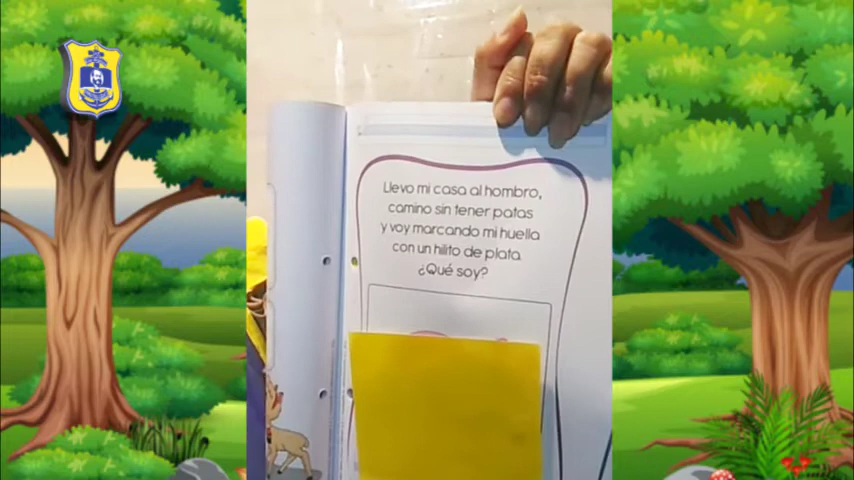 Llevo mi casa al hombro,
camino sin tener patas
y voy marcando mi huella
con un hilito de plata.
¿Qué soy?